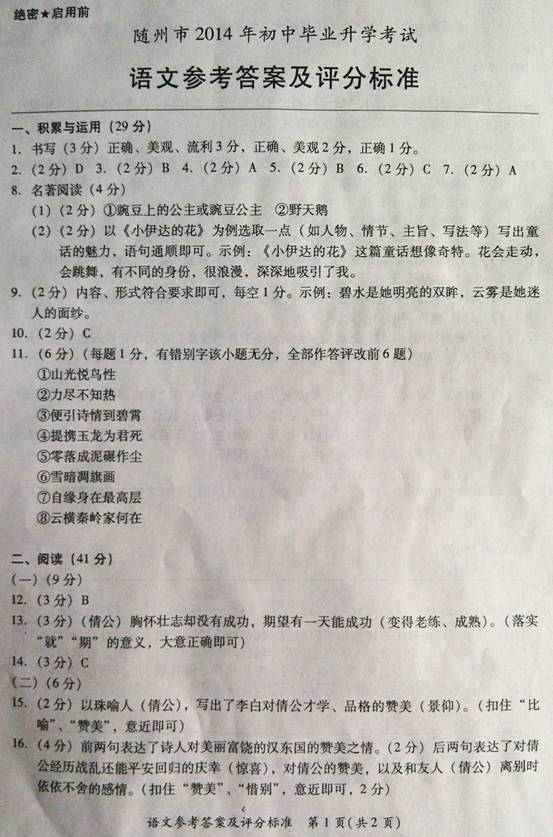 绝密★启用前
随州市 2014 年初中毕业升学考试
语文参考答案及评分标准
一、积累与运用（29 分）
1. 书写（3 分）正确、美观、流利 3 分，正确、美观 2 分，正确 1 分。
2.（2 分）D 3.（2 分）B 4.（2 分）A 5.（2 分）B 6.（2 分）C 7.（2 分）A
8. 名著阅读（4 分）
（1）（2 分）①豌豆上的公主或豌豆公主 ②野天鹅
（2）（2 分）以《小伊达的花》为例选取一点（如人物、情节、主旨、写法等）写出童
话的魅力，语句通顺即可。示例：《小伊达的花》这篇童话想像奇特。花会走动，
会跳舞，有不同的身份，很浪漫，深深地吸引了我。
9.（2 分）内容、形式符合要求即可，每空 1 分。示例：碧水是她明亮的双眸，云雾是她迷
人的面纱。
10.（2 分）C
11.（6 分）（每题 1 分，有错别字该小题无分，全部作答评改前 6 题）
①山光悦鸟性
②力尽不知热
③便引诗情到碧霄
④提携玉龙为君死
⑤零落成泥碾作尘
⑥雪暗凋旗画
⑦自缘身在最高层
⑧云横秦岭家何在
二、阅读（41 分）
（一）（9 分）
12.（3 分）B
13.（3 分）（倩公）胸怀壮志却没有成功，期望有一天能成功（变得老练、成熟）。（落实
“就”“期”的意义，大意正确即可）
14.（3 分）C
（二）（6 分）
15.（2 分）以珠喻人（倩公），写出了李白对倩公才学、品格的赞美（景仰）。（扣住“比
喻”、“赞美”，意近即可）
16.（4 分）前两句表达了诗人对美丽富饶的汉东国的赞美之情。（2 分）后两句表达了对倩
公经历战乱还能平安回归的庆幸（惊喜），对倩公的赞美，以及和友人（倩公）离别时
依依不舍的感情。（扣住“赞美”、“惜别”，意近即可，2 分）
语文参考答案及评分标准 第 1 页（共 2 页）